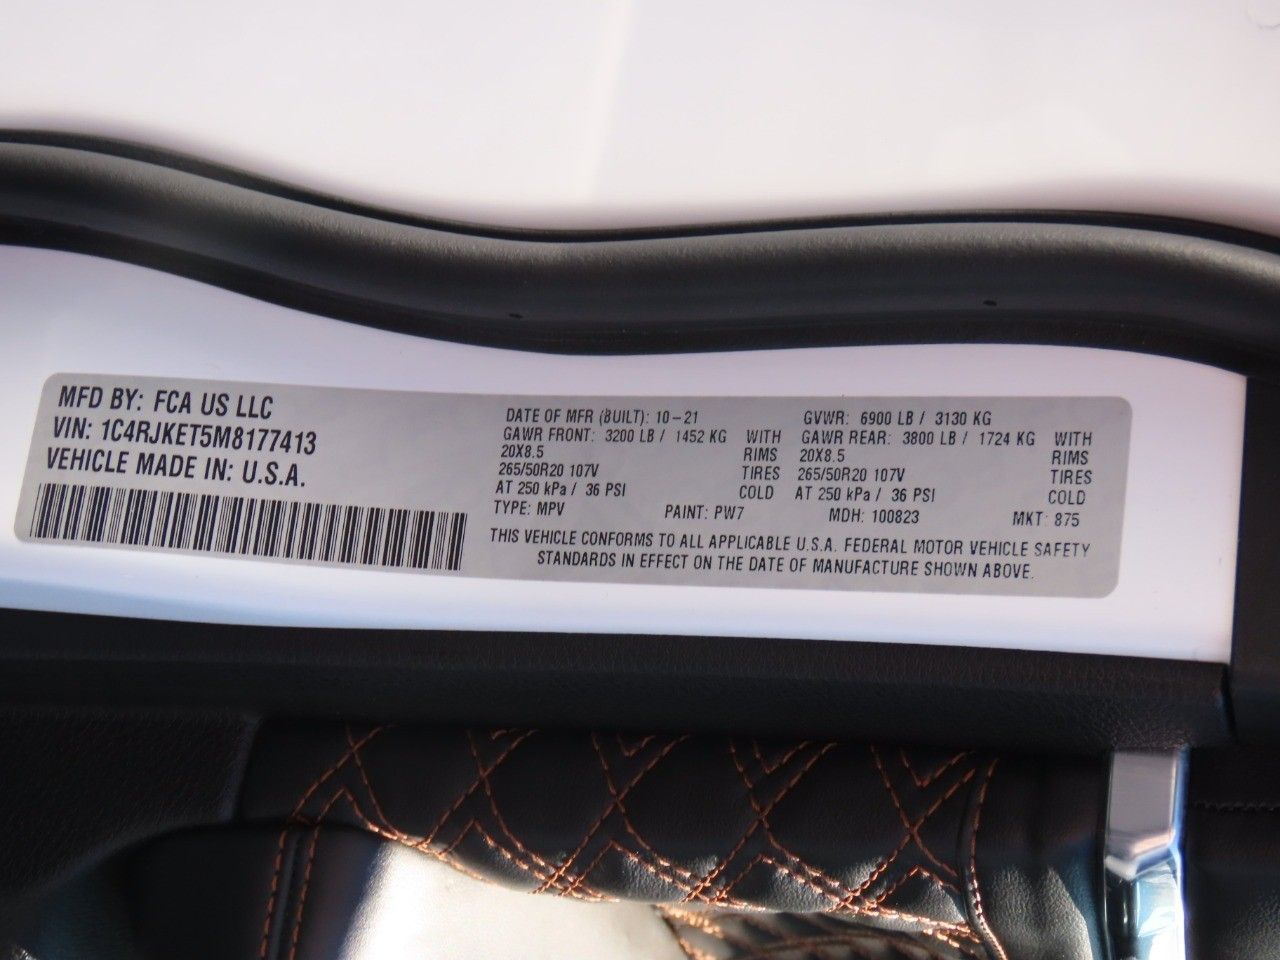 MFD BY: FCA US LLC
VIN: 1C4RJKET5M8177413
VEHICLE MADE IN: U.S.A.
DATE OF MFR (BUILT): 10-21 GVWR: 6900 LB / 3130 KG
GAWR FRONT: 3200 LB / 1452 KG WITH GAWR REAR: 3800 LB / 1724 KG WITH
20X8.5 RIMS 20X8.5 RIMS
265/50R20 107V TIRES 265/50R20 107V TIRES
AT 250 kPa / 36 PSI COLD AT 250 kPa / 36 PSI COLD
TYPE: MPV PAINT: PW7 MDH: 100823 MKT: 875
THIS VEHICLE CONFORMS TO ALL APPLICABLE U.S.A. FEDERAL MOTOR VEHICLE SAFETY
STANDARDS IN EFFECT ON THE DATE OF MANUFACTURE SHOWN ABOVE.